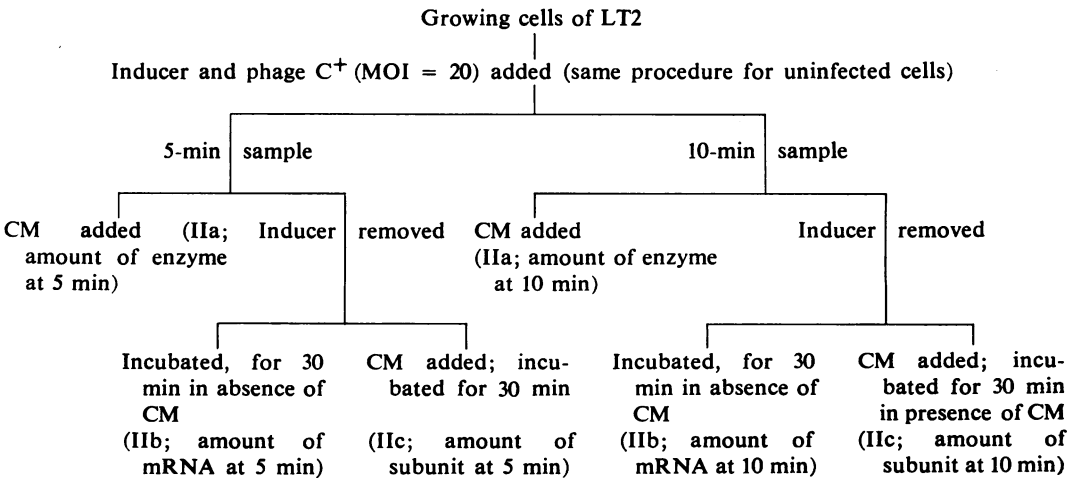 Growing cells of LT2
Inducer and phage C+ (MOI = 20) added (same procedure for uninfected cells)
5-min sample
10-min sample
CM added (IIa;
amount of enzyme
at 5 min)
Inducer removed
CM added
(IIa; amount of enzyme
at 10 min)
Inducer removed
Incubated, for 30
min in absence of
CM
(IIb; amount of
mRNA at 5 min)
CM added; incu-
bated for 30 min
(IIc; amount of
subunit at 5 min)
Incubated, for 30
min in absence of
CM
(IIb; amount of
mRNA at 10 min)
CM added; incu-
bated for 30 min
in presence of CM
(IIc; amount of
subunit at 10 min)